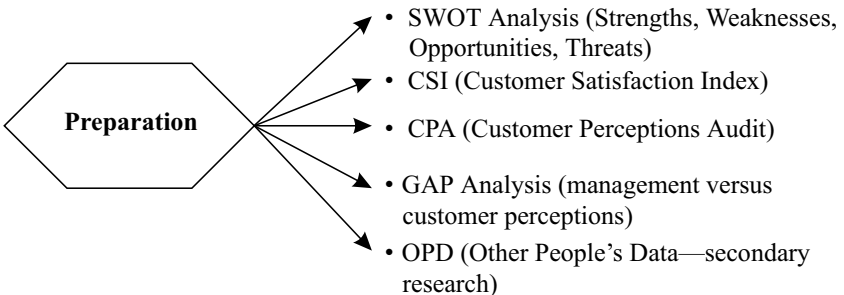 Preparation
• SWOT Analysis (Strengths, Weaknesses,
Opportunities, Threats)
• CSI (Customer Satisfaction Index)
• CPA (Customer Perceptions Audit)
• GAP Analysis (management versus
customer perceptions)
• OPD (Other People’s Data—secondary
research)